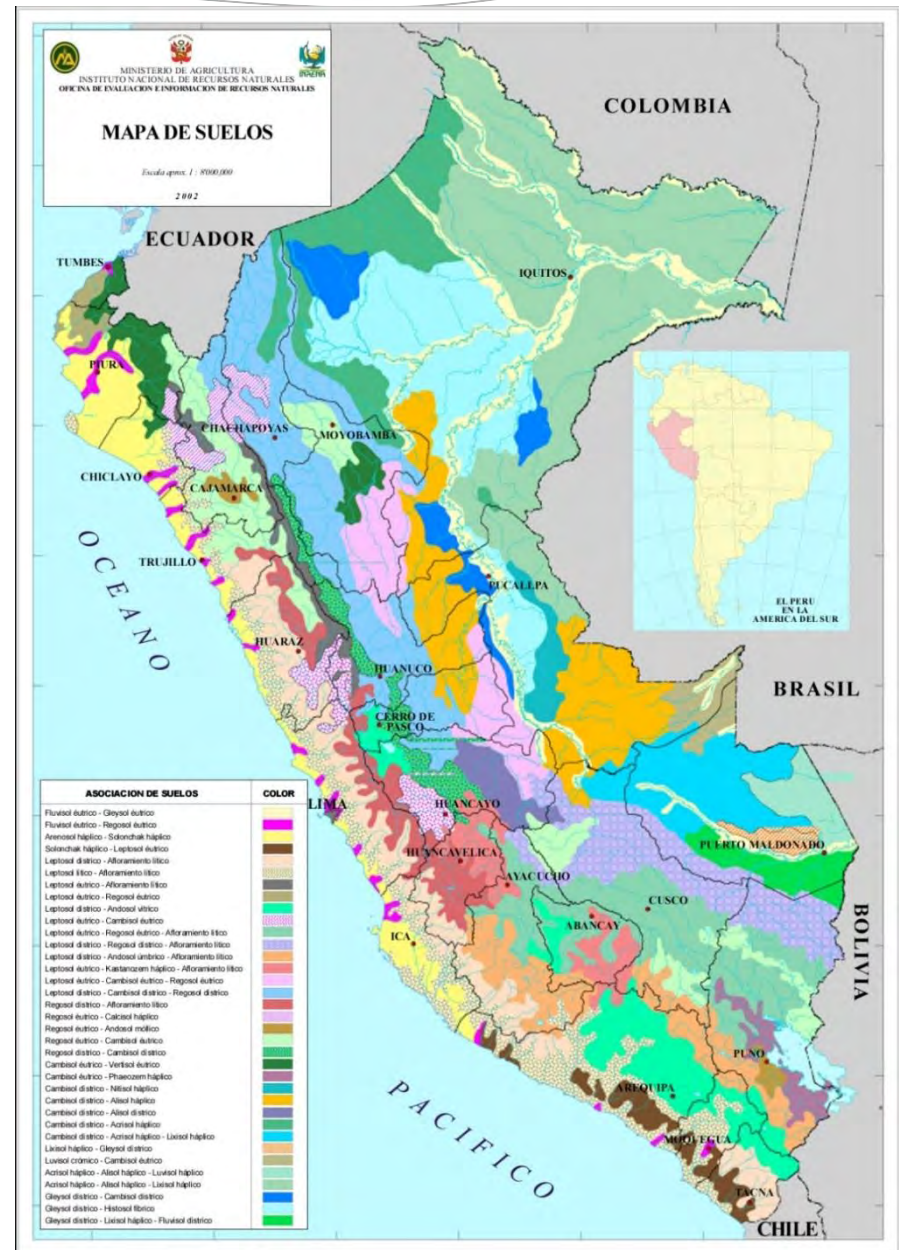 MINISTERIO DE AGRICULTURA
INSTITUTO NACIONAL DE RECURSOS NATURALES
OFICINA DE EVALUACION E INFORMACION DE RECURSOS NATURALES
INRENA
MAPA DE SUELOS
Escala aprox. 1 : 8'000,000
2002
COLOMBIA
ECUADOR
TUMBES
IQUITOS
PIURA
CHACHAPOYAS
MOYOBAMBA
CHICLAYO
CAJAMARCA
TRUJILLO
PUCALLPA
EL PERU
EN LA
AMERICA DEL SUR
HUARAZ
HUANUCO
BRASIL
CERRO DE
PASCO
LIMA
HUANCAYO
PUERTO MALDONADO
HUANCAVELICA
AYACUCHO
CUSCO
ABANCAY
ICA
BOLIVIA
PUNO
AREQUIPA
MOQUEGUA
TACNA
CHILE
OCEANO
PACIFICO
ASOCIACION DE SUELOS COLOR
Fluvisol éutrico - Gleysol éutrico
Fluvisol éutrico - Regosol éutrico
Arenosol háplico - Solonchak háplico
Solonchak háplico - Leptosol éutrico
Leptosol dístrico - Afloramiento lítico
Leptosol lítico - Afloramiento lítico
Leptosol éutrico - Afloramiento lítico
Leptosol éutrico - Regosol éutrico
Leptosol dístrico - Andosol vítrico
Leptosol éutrico - Cambisol éutrico
Leptosol éutrico - Regosol éutrico - Afloramiento lítico
Leptosol dístrico - Regosol dístrico - Afloramiento lítico
Leptosol dístrico - Andosol úmbrico - Afloramiento lítico
Leptosol éutrico - Kastanozem háplico - Afloramiento lítico
Leptosol éutrico - Cambisol éutrico - Regosol éutrico
Leptosol dístrico - Cambisol dístrico - Regosol dístrico
Regosol dístrico - Afloramiento lítico
Regosol éutrico - Calcisol háplico
Regosol éutrico - Andosol móllico
Regosol éutrico - Cambisol éutrico
Regosol dístrico - Cambisol dístrico
Cambisol éutrico - Vertisol éutrico
Cambisol éutrico - Phaeozem háplico
Cambisol dístrico - Nitisol háplico
Cambisol dístrico - Alisol háplico
Cambisol dístrico - Alisol dístrico
Cambisol dístrico - Acrisol háplico
Cambisol dístrico - Acrisol háplico - Lixisol háplico
Lixisol háplico - Gleysol dístrico
Luvisol crómico - Cambisol éutrico
Acrisol háplico - Alisol háplico - Luvisol háplico
Acrisol háplico - Alisol háplico - Lixisol háplico
Gleysol dístrico - Cambisol dístrico
Gleysol dístrico - Histosol fíbrico
Gleysol dístrico - Lixisol háplico - Fluvisol dístrico